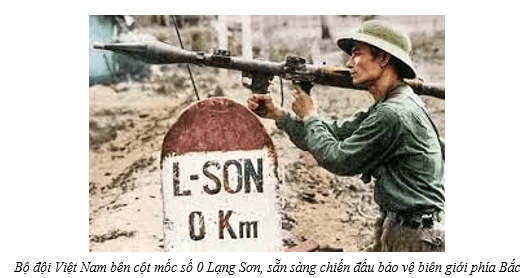 L-SON
0 Km
Bộ đội Việt Nam bên cột mốc số 0 Lạng Sơn, sẵn sàng chiến đấu bảo vệ biên giới phía Bắc